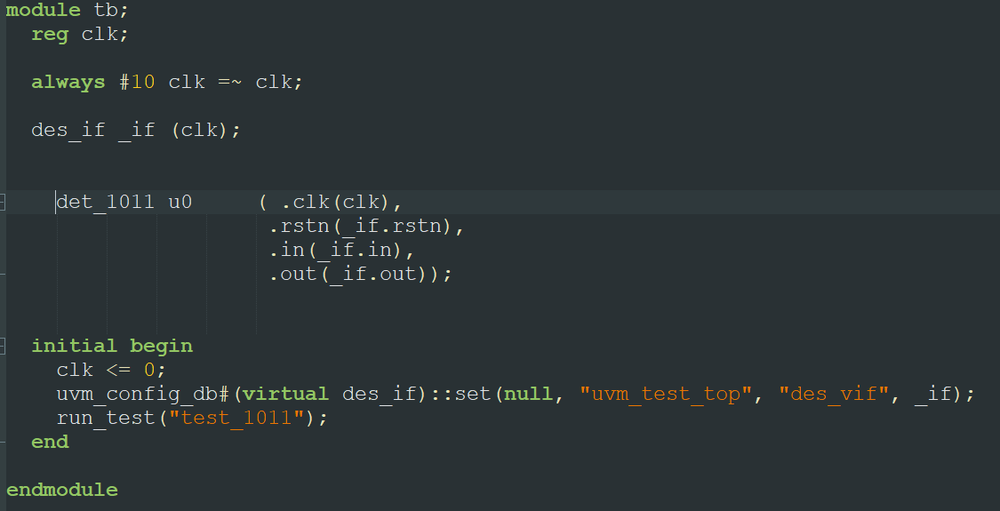 module tb;
reg clk;
always #10 clk =~ clk;
des_if _if (clk);
det_1011 u0 ( .clk(clk),
.rstn(_if.rstn),
.in(_if.in),
.out(_if.out));
initial begin
clk <= 0;
uvm_config_db#(virtual des_if)::set(null, "uvm_test_top", "des_vif", _if);
run_test("test_1011");
end
endmodule